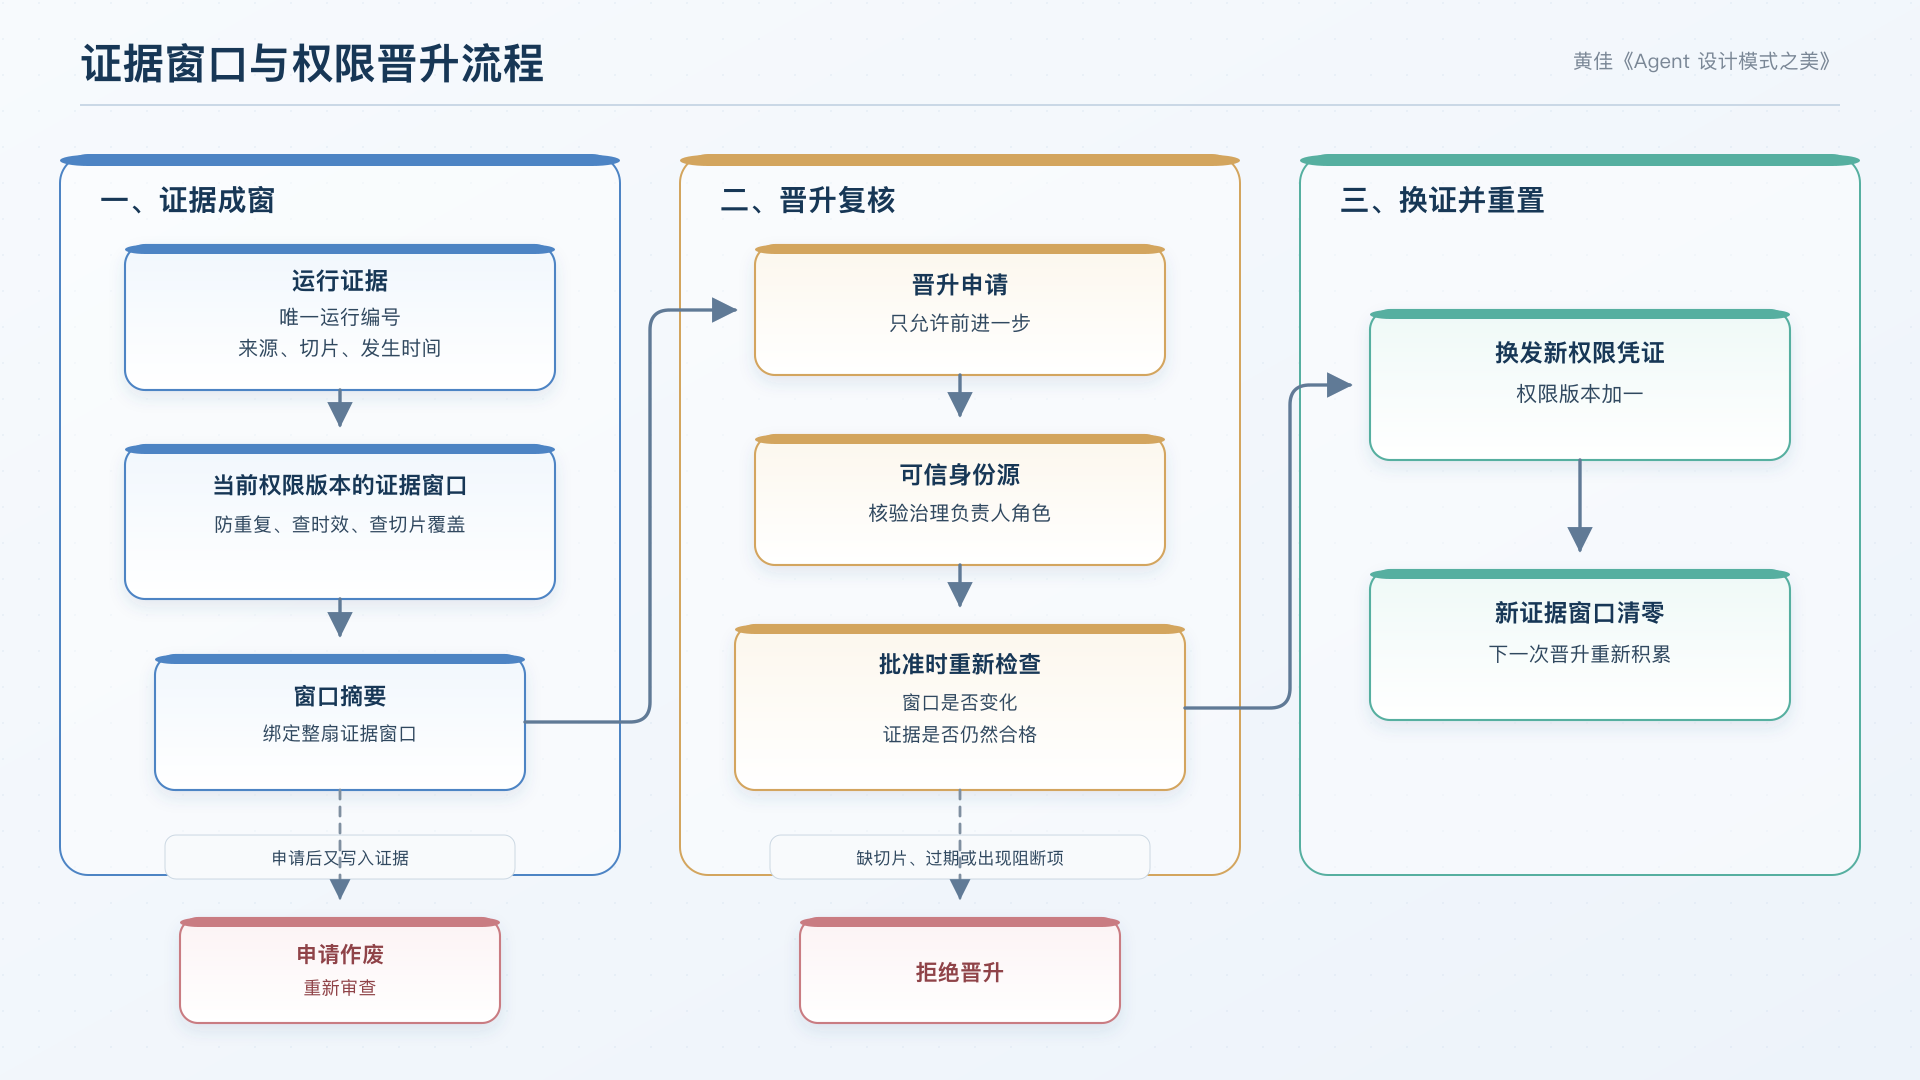 证据窗口与权限晋升流程
黄佳《Agent 设计模式之美》
一、证据成窗
运行证据
唯一运行编号
来源、切片、发生时间
当前权限版本的证据窗口
防重复、查时效、查切片覆盖
窗口摘要
绑定整扇证据窗口
申请后又写入证据
申请作废
重新审查
二、晋升复核
晋升申请
只允许前进一步
可信身份源
核验治理负责人角色
批准时重新检查
窗口是否变化
证据是否仍然合格
缺切片、过期或出现阻断项
拒绝晋升
三、换证并重置
换发新权限凭证
权限版本加一
新证据窗口清零
下一次晋升重新积累